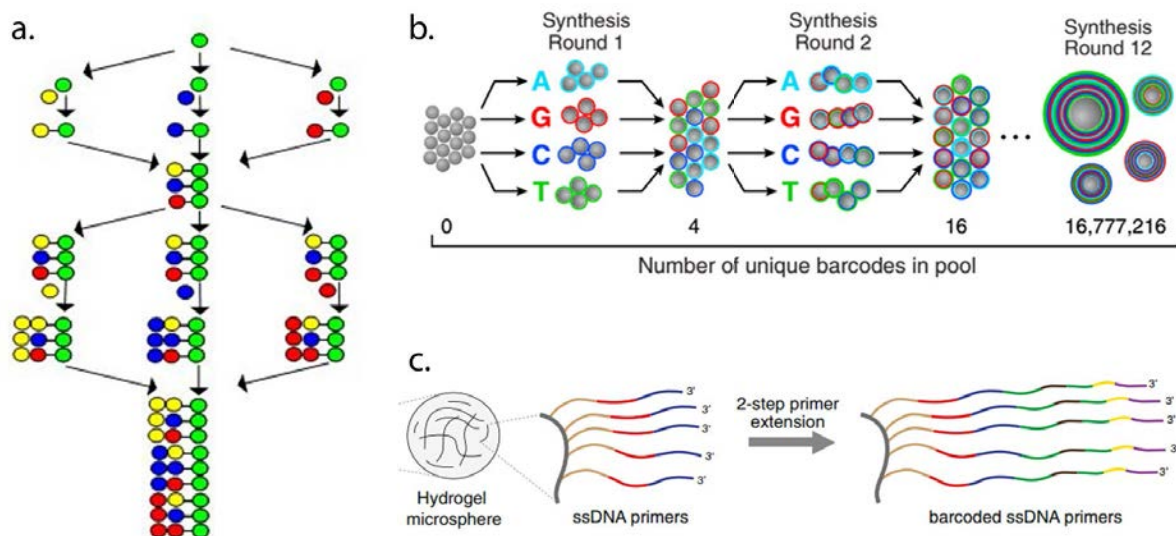 a.
b.
Synthesis
Round 1
Synthesis
Round 2
Synthesis
Round 12
A
G
C
T
A
G
C
T
...
0
4
16
16,777,216
Number of unique barcodes in pool
c.
3'
3'
3'
3'
3'
2-step primer
extension
3'
3'
3'
3'
3'
Hydrogel
microsphere
ssDNA primers
barcoded ssDNA primers